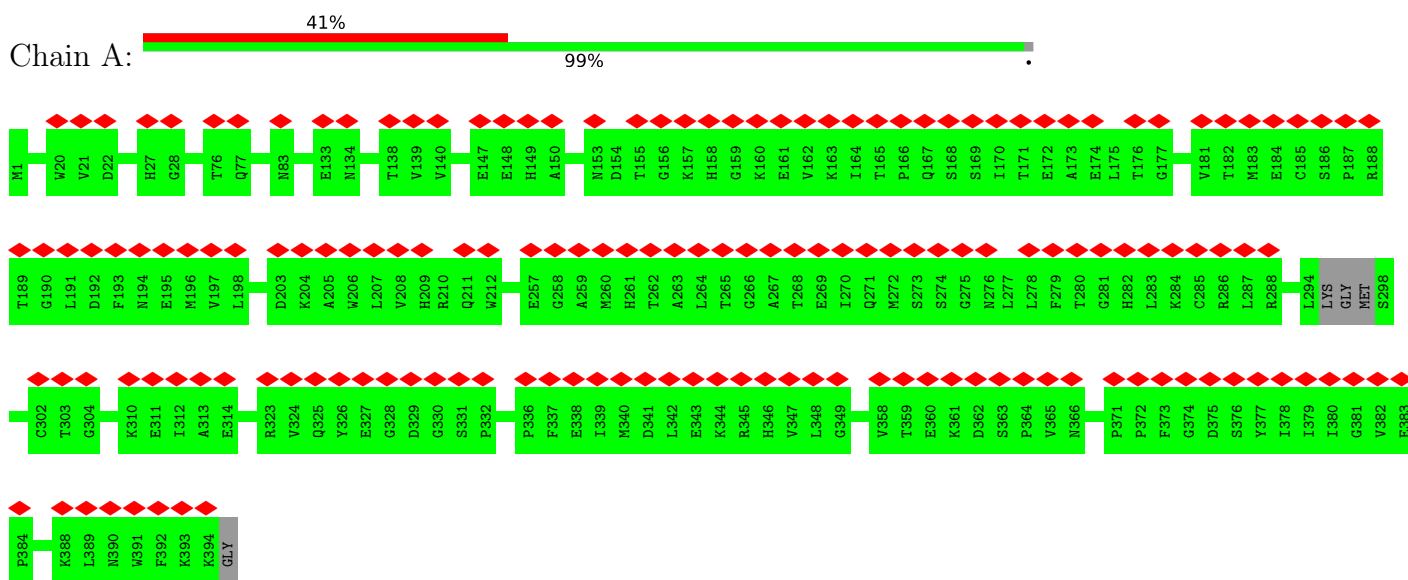 41%
Chain A:
99%
.
M1 W20 V21 D22 H27 G28 T76 Q77 N83 E133 N134 T138 V139 V140 E147 E148 H149 A150 N153 D154 T155 G156 K157 H158 G159 K160 E161 V162 K163 I164 T165 P166 Q167 S168 S169 I170 T171 E172 A173 E174 L175 T176 G177 V181 T182 M183 E184 C185 S186 P187 R188
T189 G190 L191 D192 F193 N194 E195 M196 V197 L198 D203 K204 A205 W206 L207 V208 H209 R210 Q211 W212 E257 G258 A259 M260 H261 T262 A263 L264 T265 G266 A267 T268 E269 I270 Q271 M272 S273 S274 G275 N276 L277 L278 F279 T280 G281 H282 L283 K284 C285 R286 L287 R288 L294 LYS GLY MET S298
C302 T303 G304 K310 E311 I312 A313 E314 R323 V324 Q325 Y326 E327 G328 D329 G330 S331 P332 P336 F337 E338 I339 M340 D341 L342 E343 K344 R345 H346 V347 L348 G349 V358 T359 E360 K361 D362 S363 P364 V365 N366 P371 P372 F373 G374 D375 S376 Y377 I378 I379 I380 G381 V382 E383
P384 K388 L389 N390 W391 F392 K393 K394 GLY